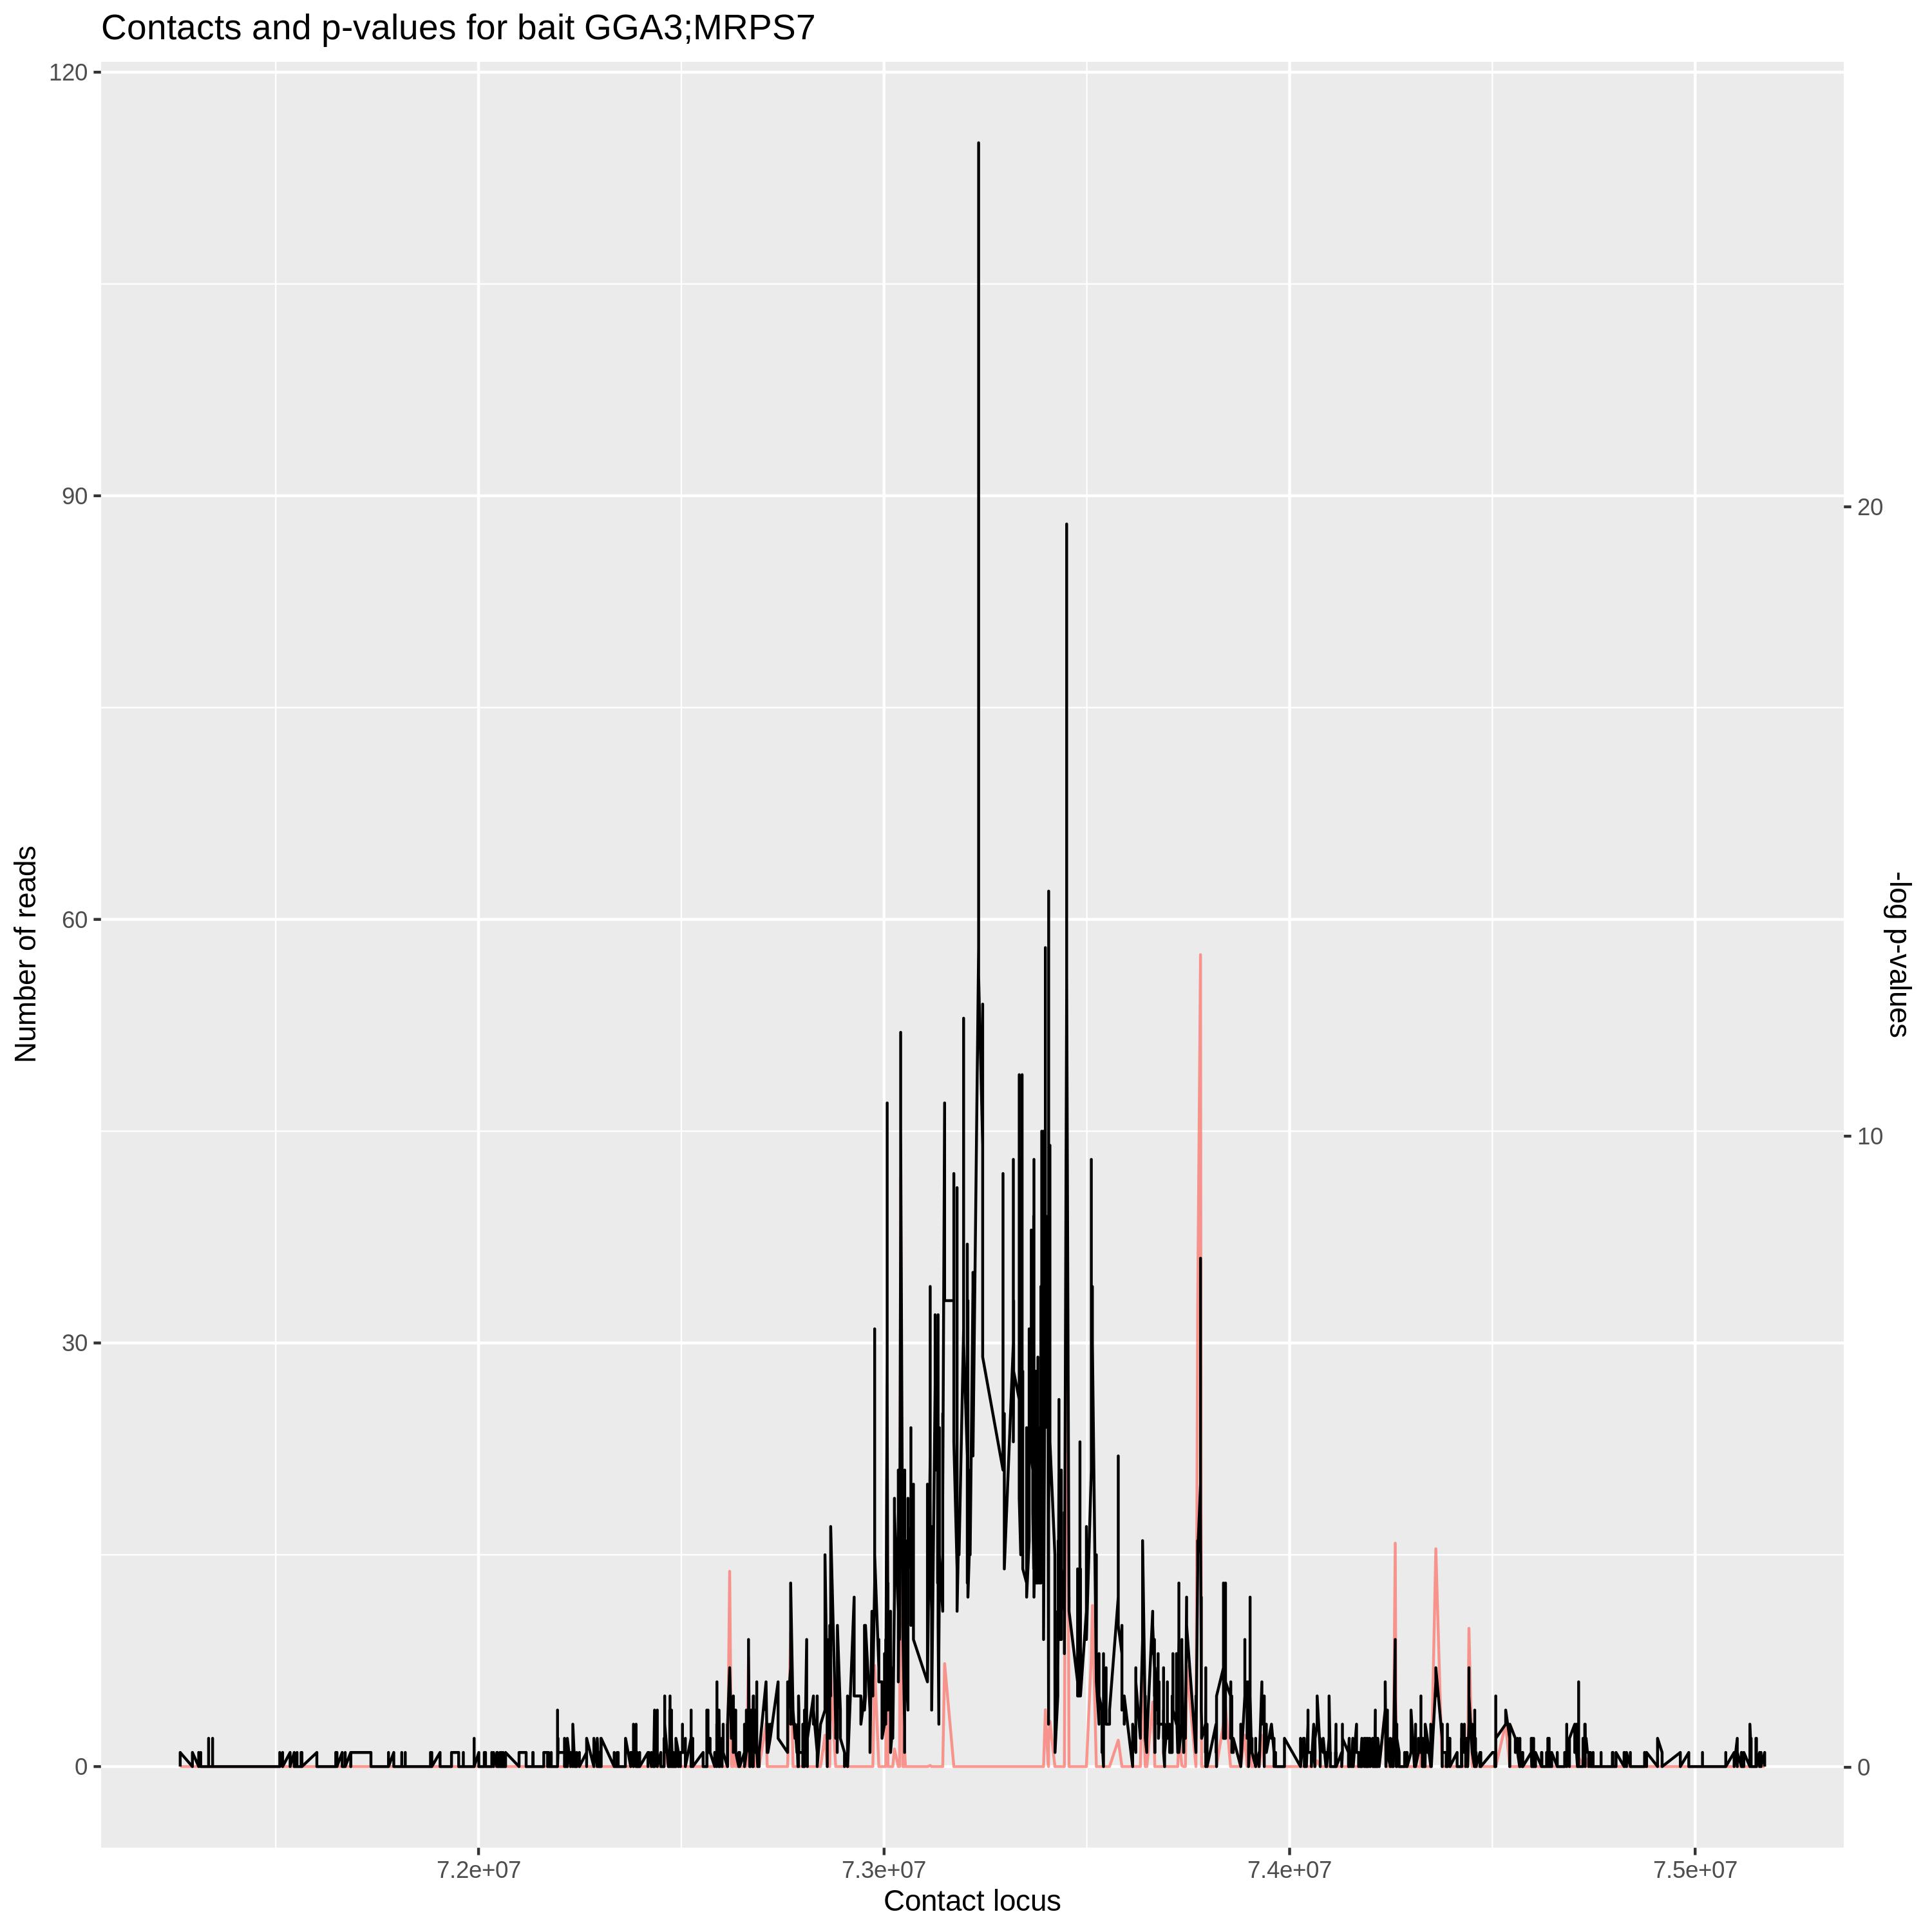 Contacts and p-values for bait GGA3;MRPS7
120
90
60
30
0
Number of reads
20
10
0
-log p-values
7.2e+07
7.3e+07
7.4e+07
7.5e+07
Contact locus